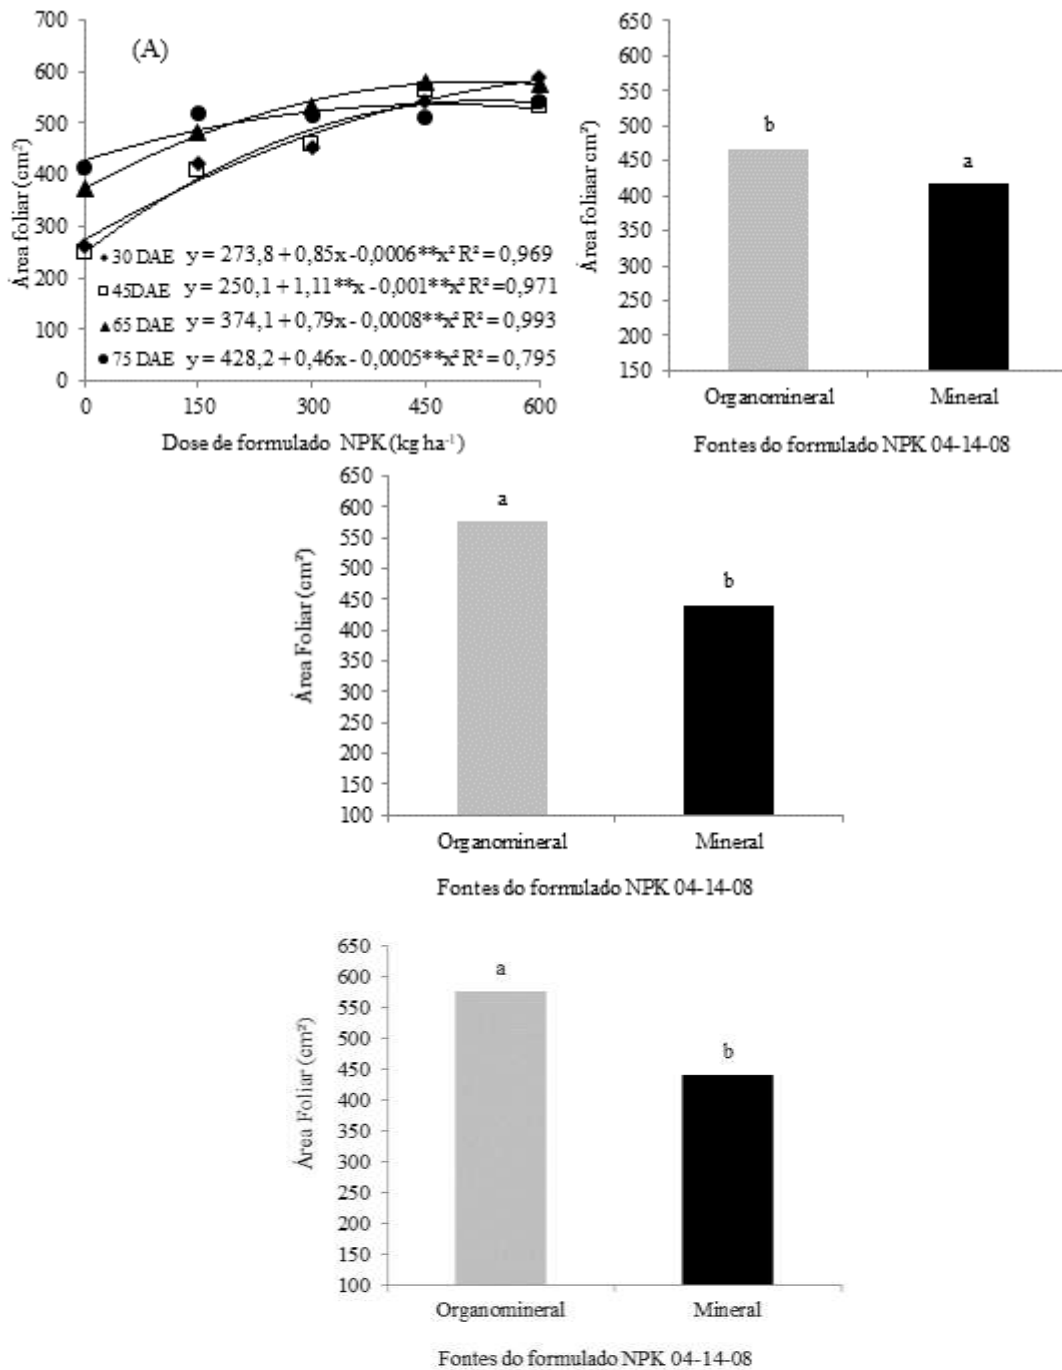 (A)
Área foliar (cm²)
700
600
500
400
300
200
100
0
30 DAE y = 273,8 + 0,85x - 0,0006**x² R² = 0,969
45DAE y = 250,1 + 1,11**x - 0,001**x² R² = 0,971
65 DAE y = 374,1 + 0,79x - 0,0008**x² R² = 0,993
75 DAE y = 428,2 + 0,46x - 0,0005**x² R² = 0,795
0 150 300 450 600
Dose de formulado NPK (kg ha⁻¹)
Área foliaar cm²)
650
600
550
500
450
400
350
300
250
200
150
b
a
Organomineral Mineral
Fontes do formulado NPK 04-14-08
Área Foliar (cm²)
650
600
550
500
450
400
350
300
250
200
150
100
a
b
Organomineral Mineral
Fontes do formulado NPK 04-14-08
Área Foliar (cm²)
650
600
550
500
450
400
350
300
250
200
150
100
a
b
Organomineral Mineral
Fontes do formulado NPK 04-14-08